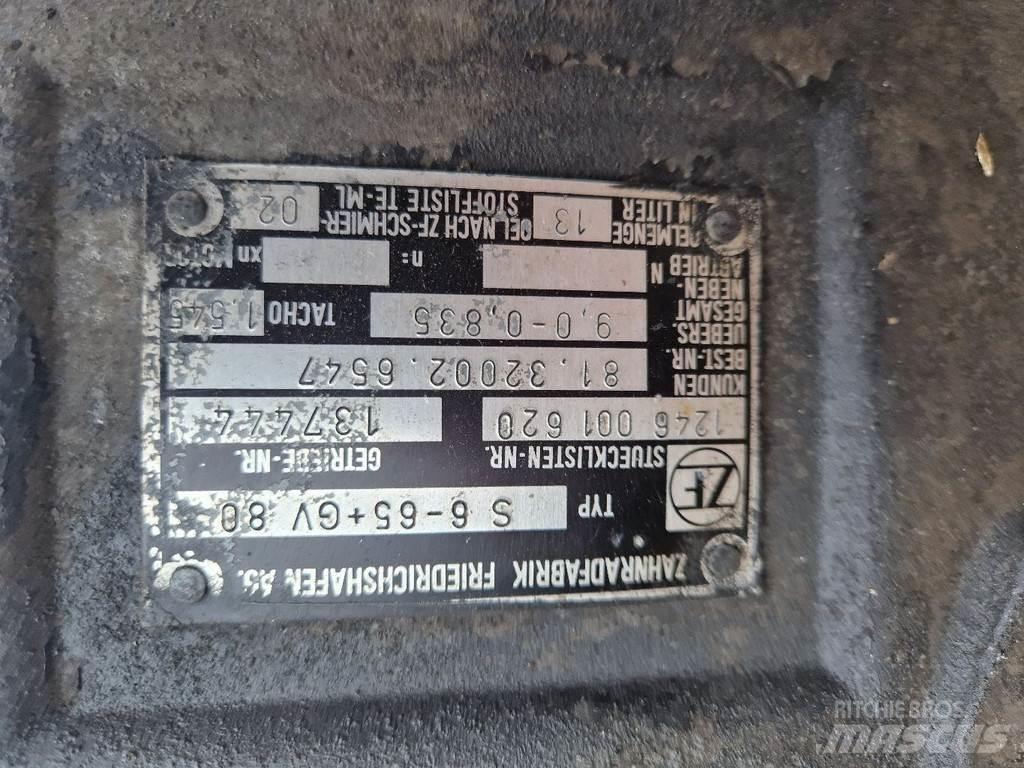 ZAHNRADFABRIK FRIEDRICHSHAFEN AG.
ZF
TYP S 6-65+GV 80
STUECKLISTEN-NR. GETRIEBE-NR.
1246 001 620 137444
KUNDEN
BEST-NR. 81.32002.6547
UEBERS.
GESAMT 9,0-0,835 TACHO 1,545
NEBEN-
ABTRIEB N n:
OELMENGE
IN LITER 13 OEL NACH ZF-SCHMIER-
STOFFLISTE TE-ML 02
RITCHIE BROS
MASCUS